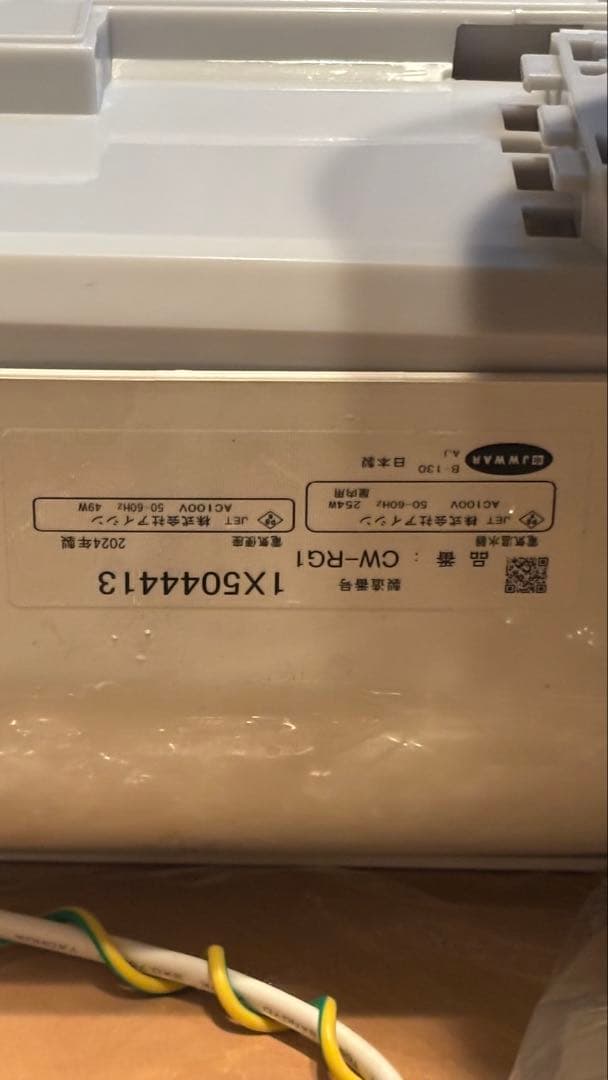 製造番号 1X5044413
品 番 : CW-RG1
電気温水器
JET 株式会社アイシン
AC100V 50-60Hz 254W
屋内用
電気便座 2024年製
JET 株式会社アイシン
AC100V 50-60Hz 49W
JWWA
B-130 日本製
AJ